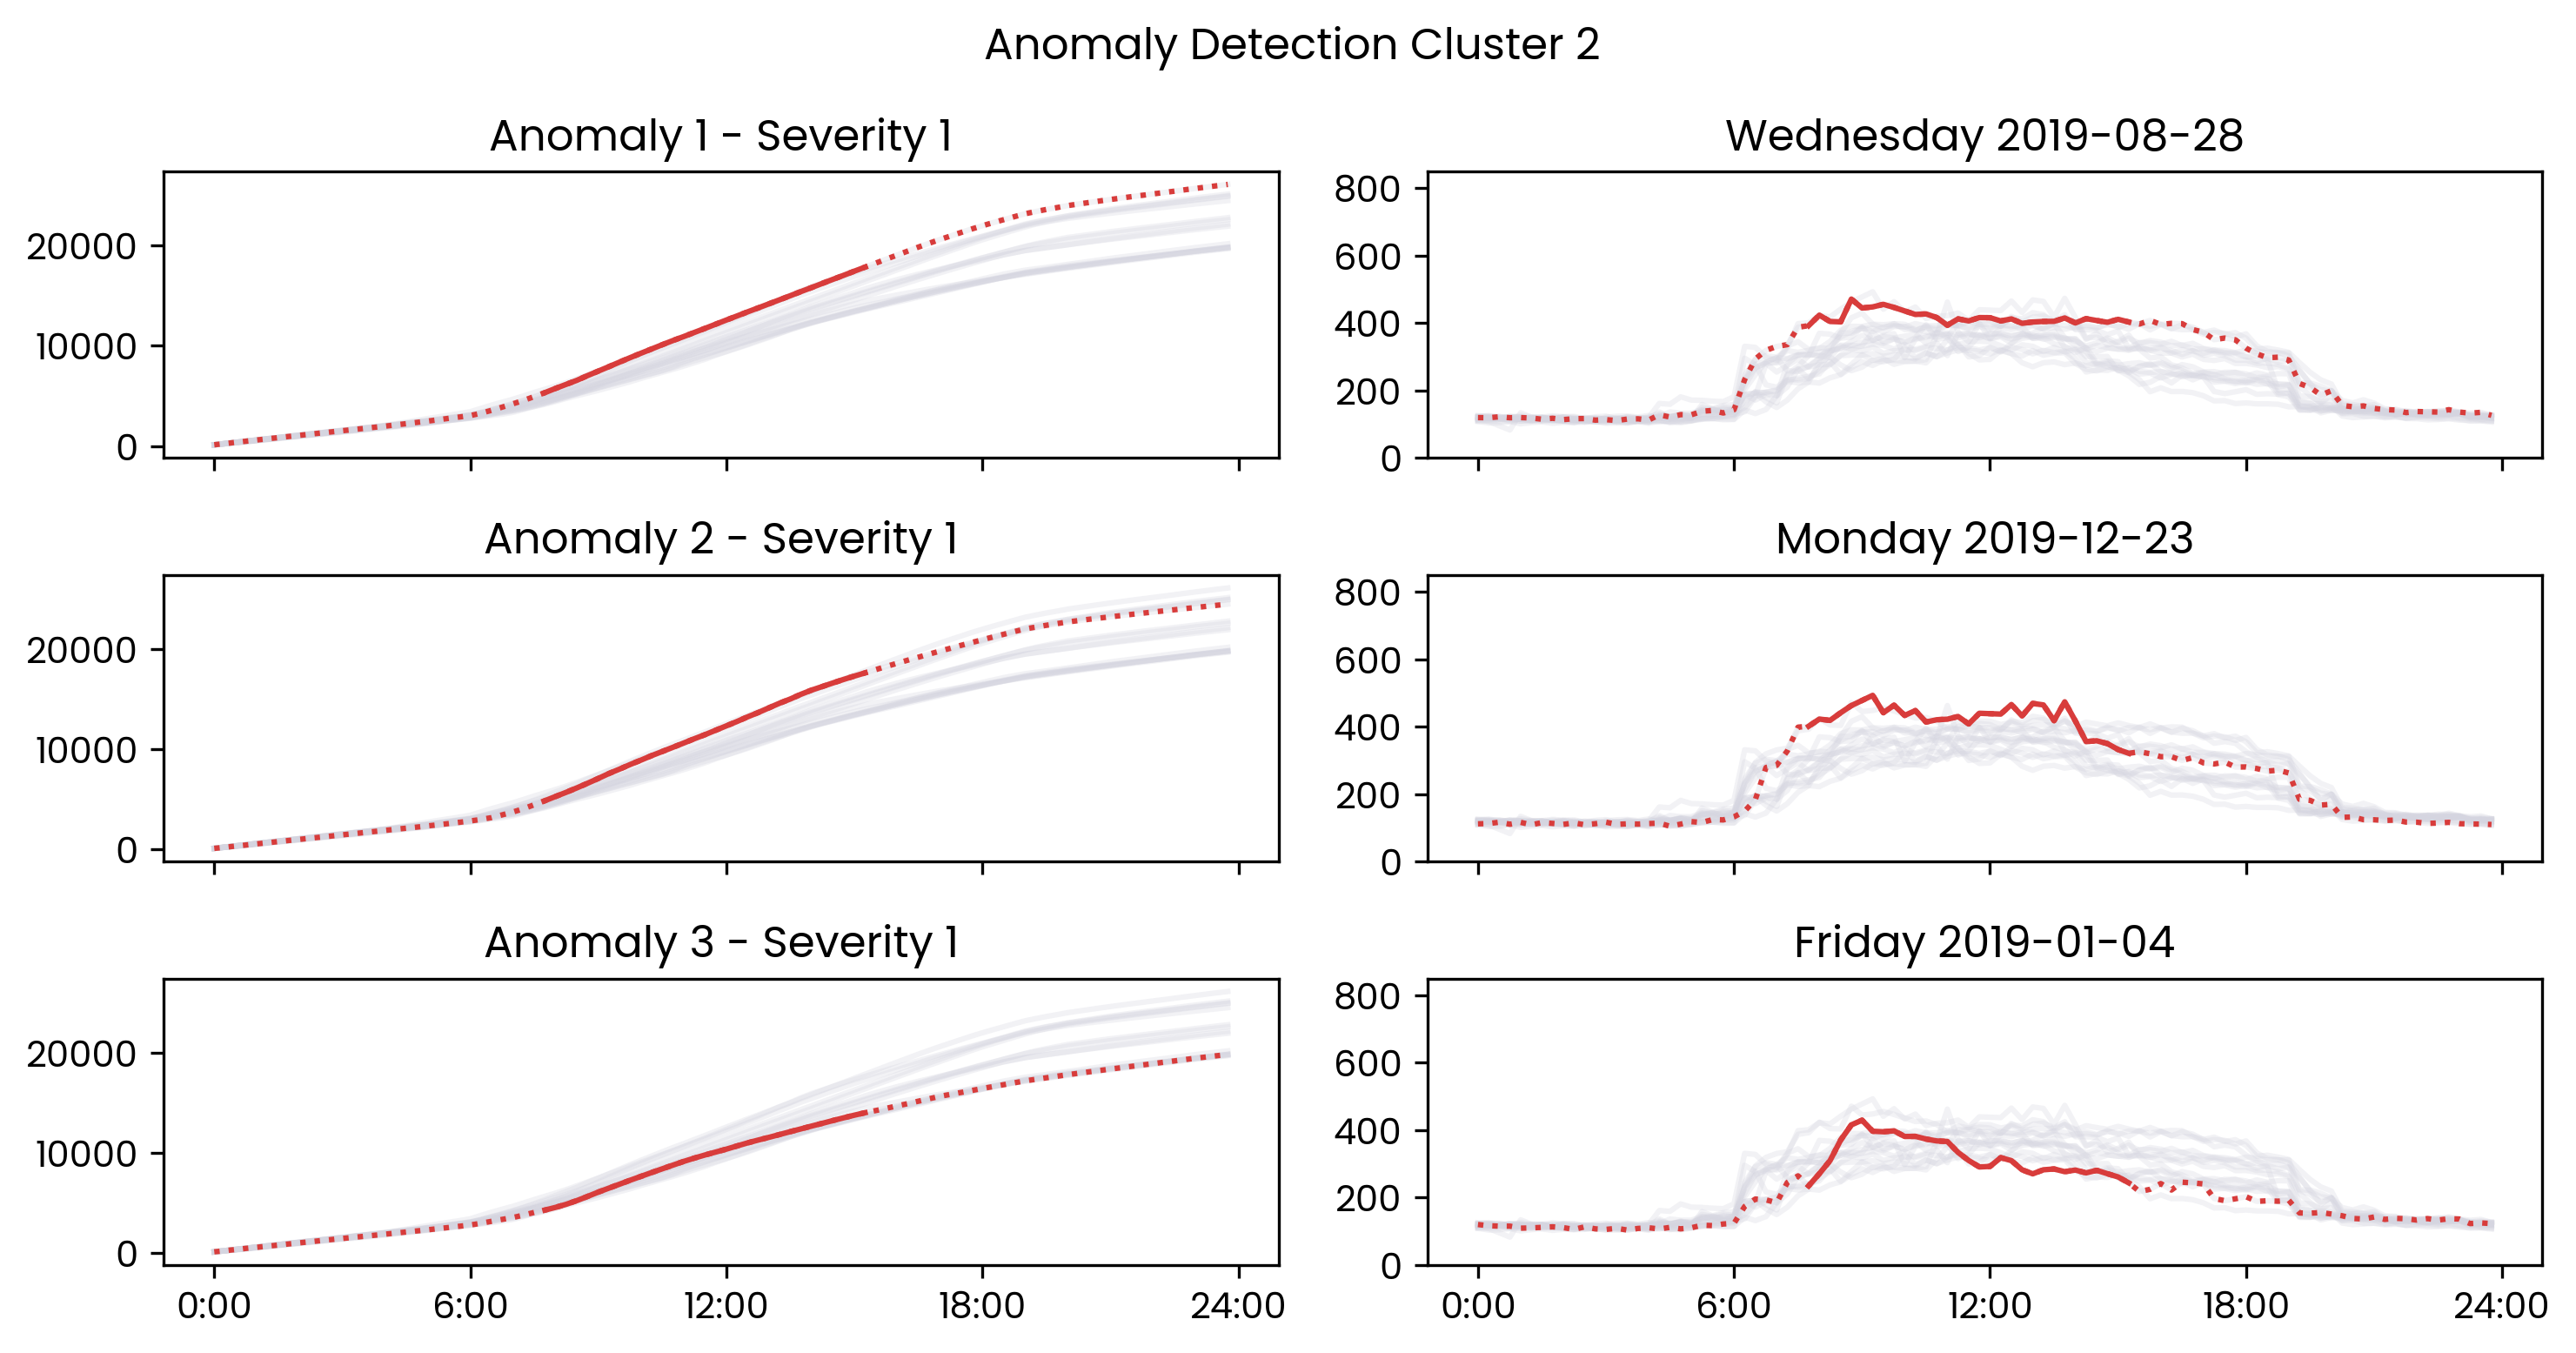 Anomaly Detection Cluster 2
Anomaly 1 - Severity 1
Wednesday 2019-08-28
20000
10000
0
800
600
400
200
0
Anomaly 2 - Severity 1
Monday 2019-12-23
20000
10000
0
800
600
400
200
0
Anomaly 3 - Severity 1
Friday 2019-01-04
20000
10000
0
800
600
400
200
0
0:00 6:00 12:00 18:00 24:00
0:00 6:00 12:00 18:00 24:00